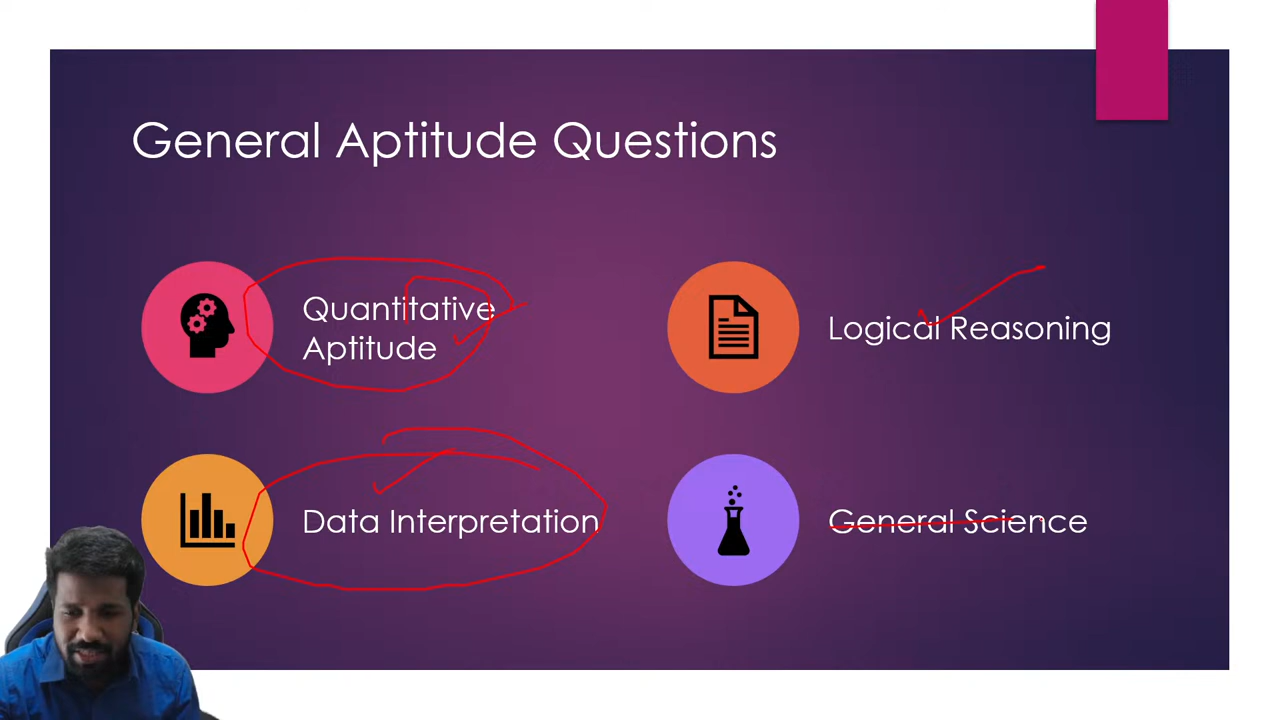 General Aptitude Questions
Quantitative
Aptitude
Logical Reasoning
Data Interpretation
General Science